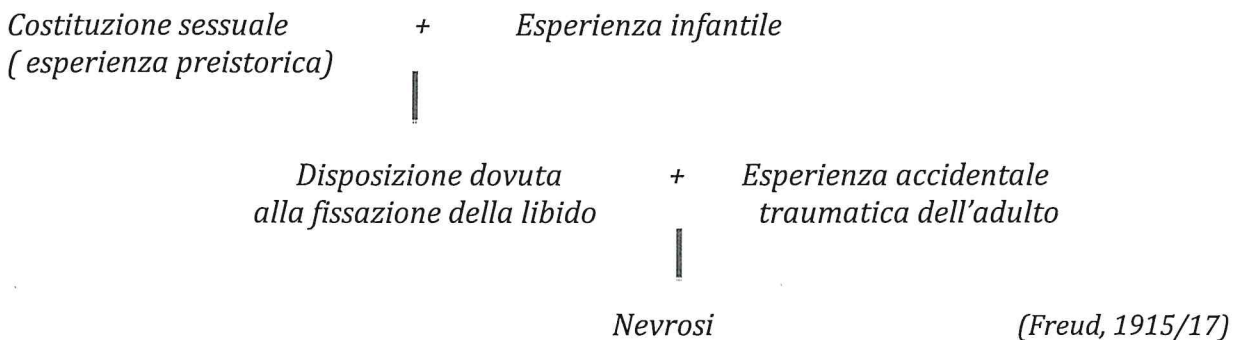 Costituzione sessuale + Esperienza infantile
( esperienza preistorica)
Disposizione dovuta + Esperienza accidentale
alla fissazione della libido traumatica dell’adulto
Nevrosi (Freud, 1915/17)